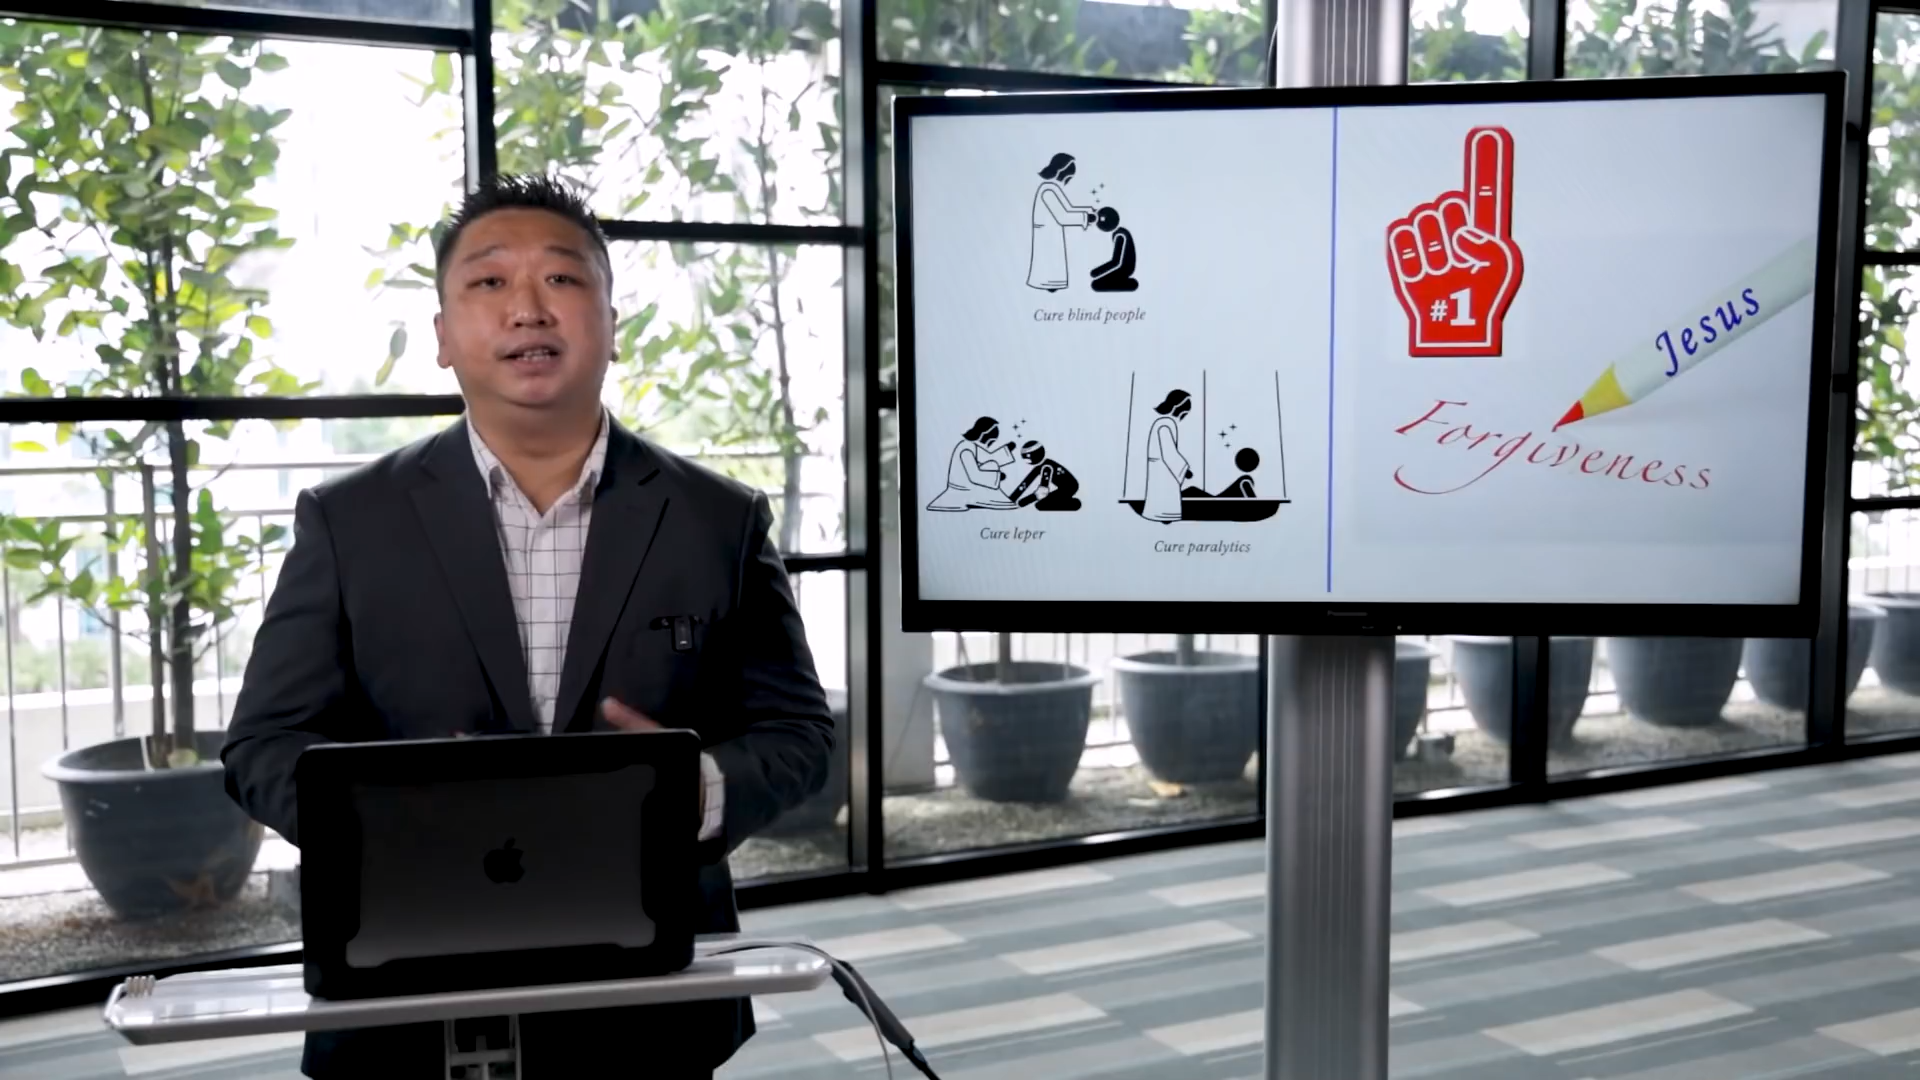 Cure blind people
Cure leper
Cure paralytics
#1
Jesus
Forgiveness